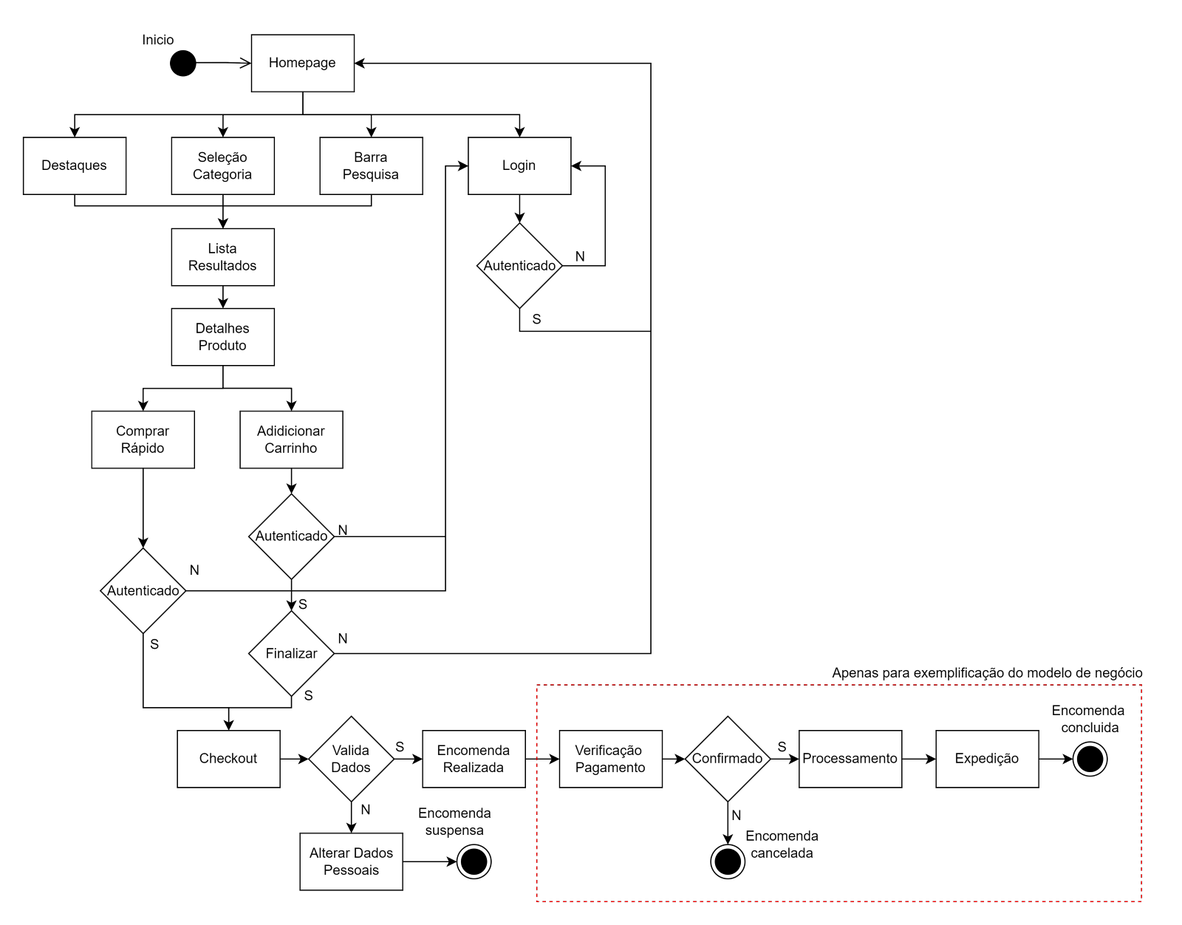 Inicio
Homepage
Destaques
Seleção
Categoria
Barra
Pesquisa
Login
Lista
Resultados
Autenticado
N
S
Detalhes
Produto
Comprar
Rápido
Adidicionar
Carrinho
Autenticado
N
Autenticado
N
S
S
Finalizar
N
S
Apenas para exemplificação do modelo de negócio
Checkout
Valida
Dados
S
Encomenda
Realizada
Verificação
Pagamento
Confirmado
S
Processamento
Expedição
Encomenda
concluida
N
Alterar Dados
Pessoais
Encomenda
suspensa
N
Encomenda
cancelada